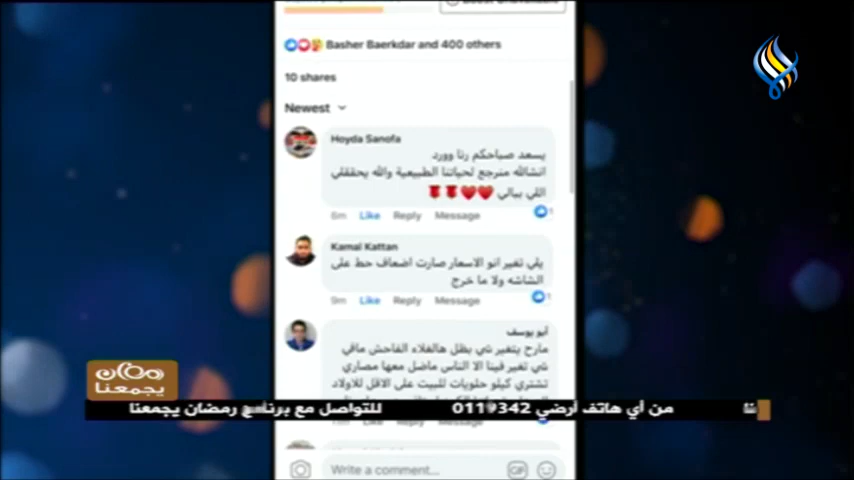 Basher Baerkdar and 400 others
10 shares
Newest
Hoyda Sanofa
يسعد صباحكم رنا وورد
انشالله منرجع لحياتنا الطبيعية والله يحققلي
اللي ببالي
6m Like Reply Message 1
Kamal Kattan
يلي تغير انو الاسعار صارت اضعاف حط على
الشاشه ولا ما خرج
9m Like Reply Message 1
أبو يوسف
مارح يتغير شي بظل هالغلاء الفاحش مافي
شي تغير فينا الا الناس ماضل معها مصاري
تشتري كيلو حلويات للبيت على الاقل للاولاد
Write a comment...
GIF
رمضان
يجمعنا
من أي هاتف أرضي 0119342
للتواصل مع برنامج رمضان يجمعنا